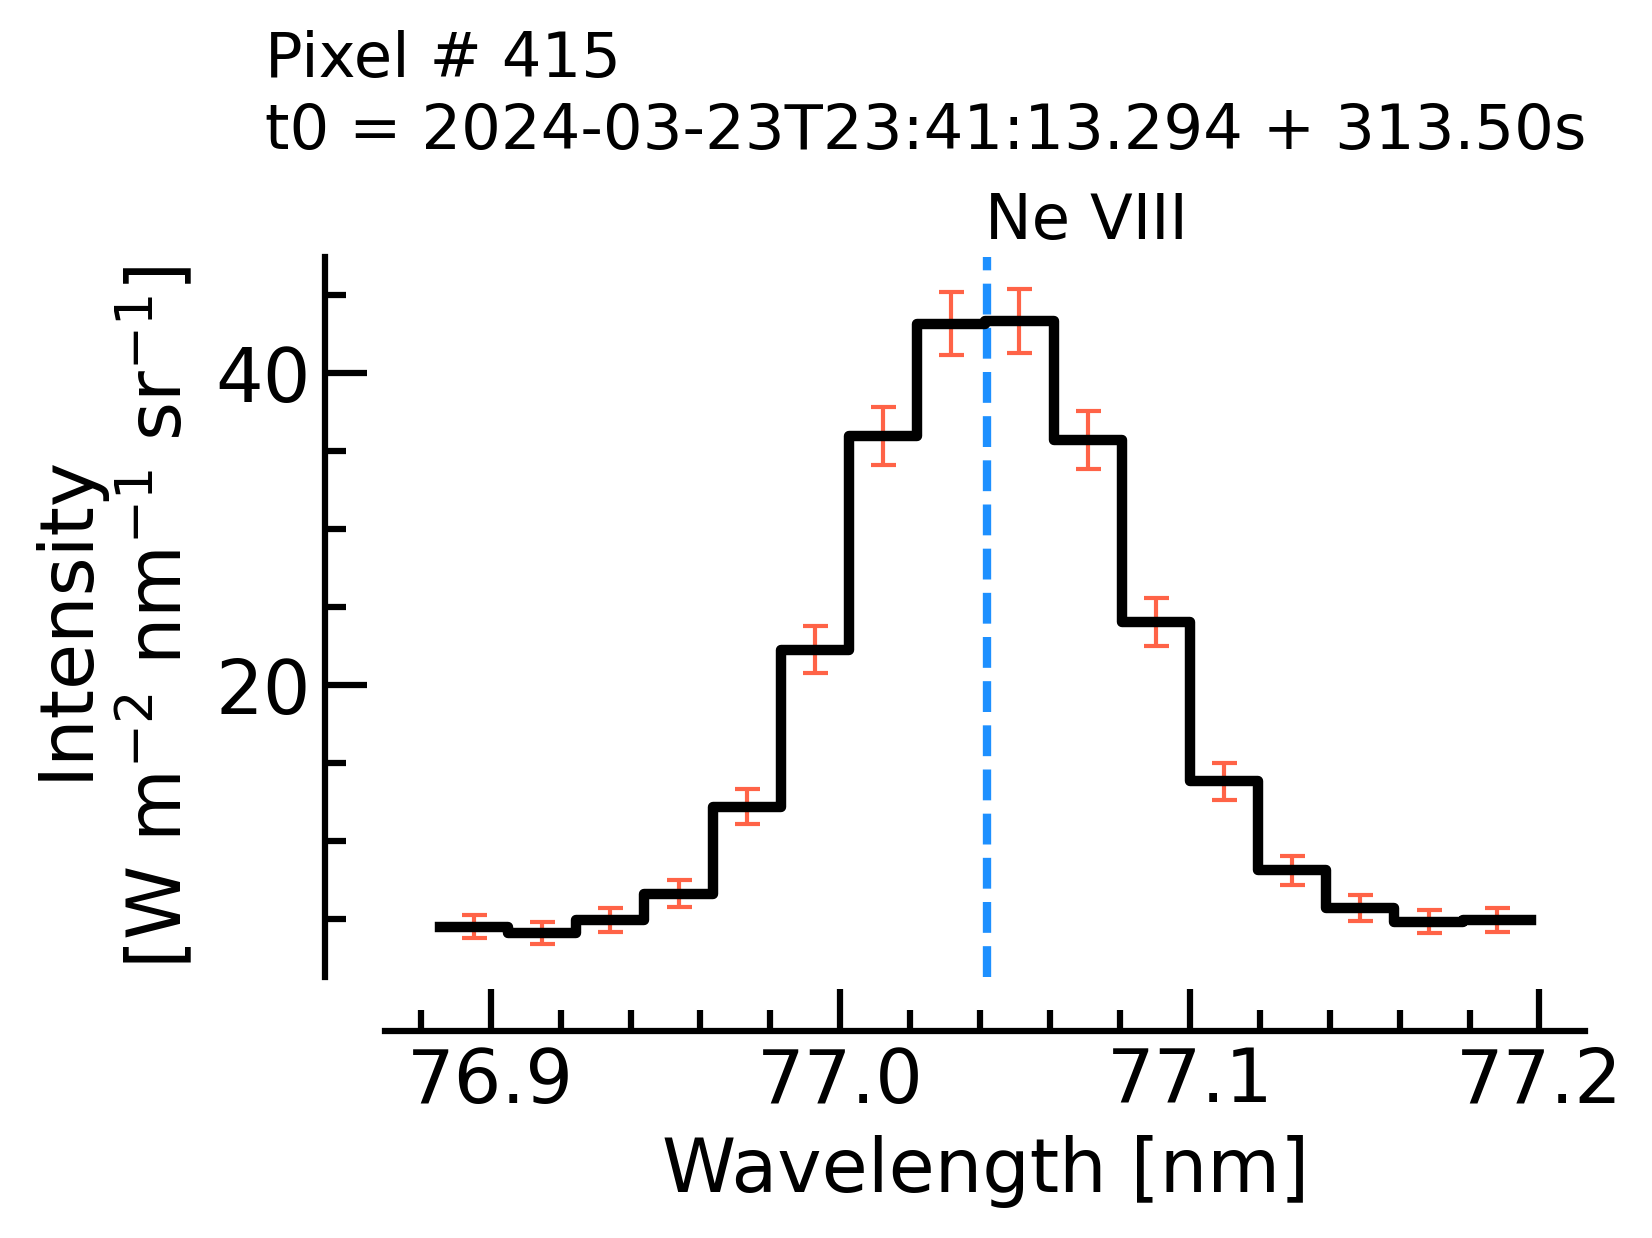 Pixel # 415
t0 = 2024-03-23T23:41:13.294 + 313.50s
Ne VIII
Intensity
[W m⁻² nm⁻¹ sr⁻¹]
40
20
76.9 77.0 77.1 77.2
Wavelength [nm]